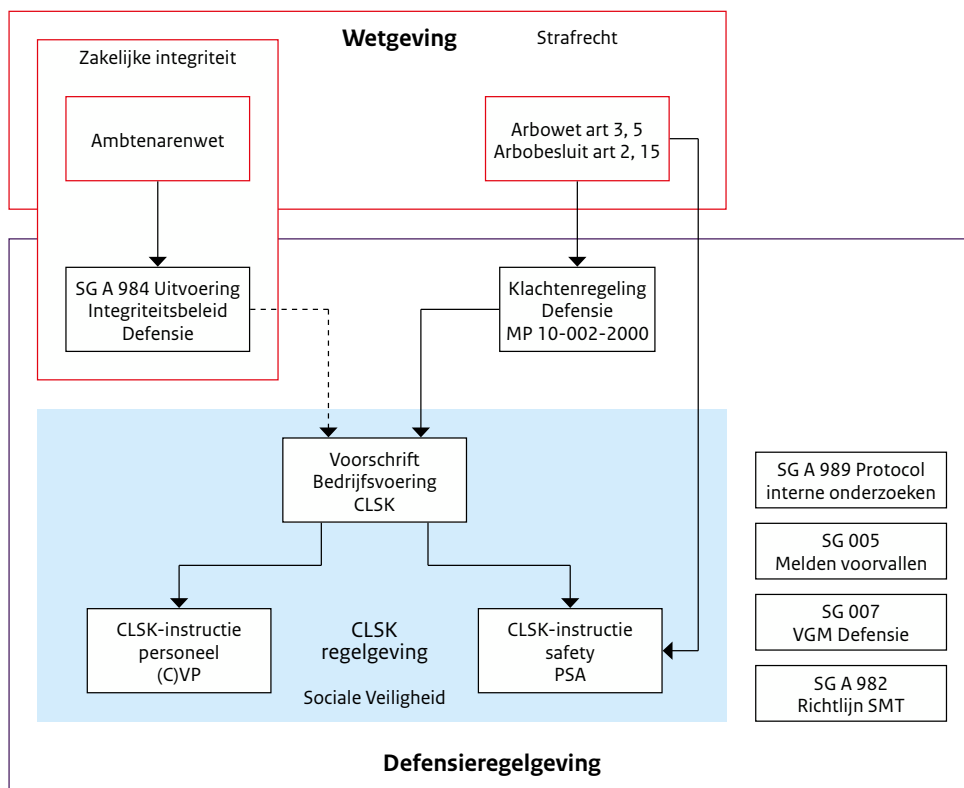 Wetgeving
Strafrecht
Zakelijke integriteit
Ambtenarenwet
Arbowet art 3, 5
Arbobesluit art 2, 15
SG A 984 Uitvoering
Integriteitsbeleid
Defensie
Klachtenregeling
Defensie
MP 10-002-2000
Voorschrift
Bedrijfsvoering
CLSK
CLSK-instructie
personeel
(C)VP
CLSK
regelgeving
Sociale Veiligheid
CLSK-instructie
safety
PSA
SG A 989 Protocol
interne onderzoeken
SG 005
Melden voorvallen
SG 007
VGM Defensie
SG A 982
Richtlijn SMT
Defensieregelgeving